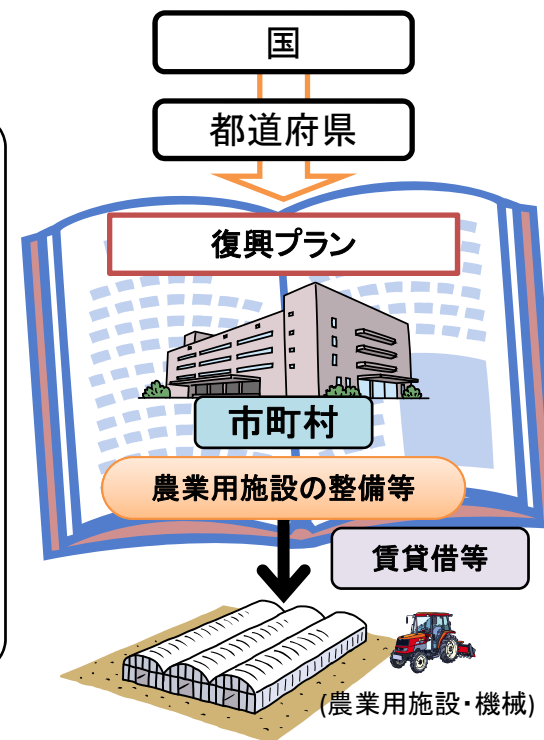 国
都道府県
復興プラン
市町村
農業用施設の整備等
賃貸借等
(農業用施設・機械)